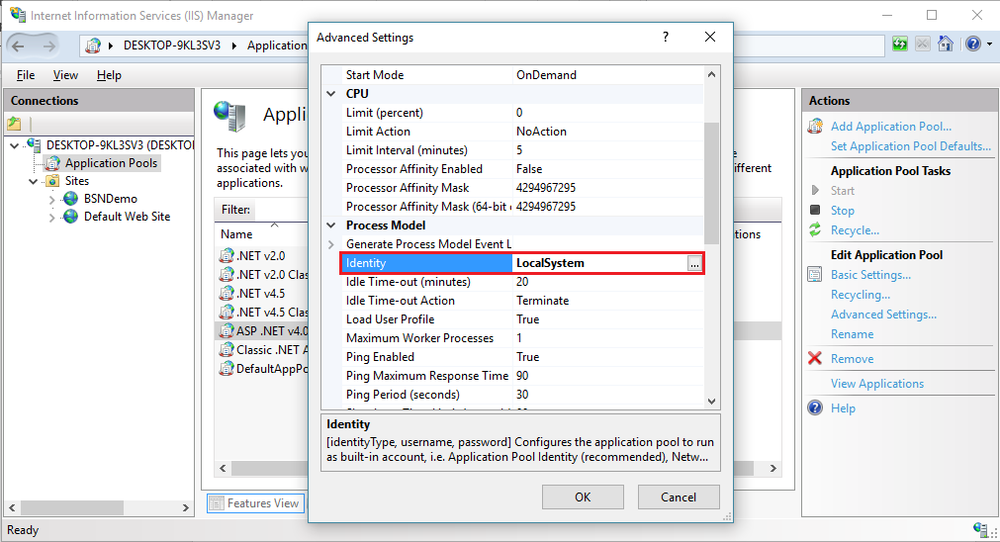 Internet Information Services (IIS) Manager
DESKTOP-9KL3SV3
Application
File View Help
Connections
DESKTOP-9KL3SV3 (DESKTO
Application Pools
Sites
BSNDemo
Default Web Site
Appli
This page lets you
associated with w
applications.
e
different
Filter:
Name
tions
.NET v2.0
.NET v2.0 Clas
.NET v4.5
.NET v4.5 Clas
ASP .NET v4.0
Classic .NET A
DefaultAppPo
Features View
Advanced Settings
?
Start Mode OnDemand
CPU
Limit (percent) 0
Limit Action NoAction
Limit Interval (minutes) 5
Processor Affinity Enabled False
Processor Affinity Mask 4294967295
Processor Affinity Mask (64-bit 4294967295
Process Model
Generate Process Model Event L
Identity LocalSystem ...
Idle Time-out (minutes) 20
Idle Time-out Action Terminate
Load User Profile True
Maximum Worker Processes 1
Ping Enabled True
Ping Maximum Response Time 90
Ping Period (seconds) 30
Identity
[identityType, username, password] Configures the application pool to run
as built-in account, i.e. Application Pool Identity (recommended), Netw...
OK Cancel
Actions
Add Application Pool...
Set Application Pool Defaults...
Application Pool Tasks
Start
Stop
Recycle...
Edit Application Pool
Basic Settings...
Recycling...
Advanced Settings...
Rename
Remove
View Applications
Help
Ready